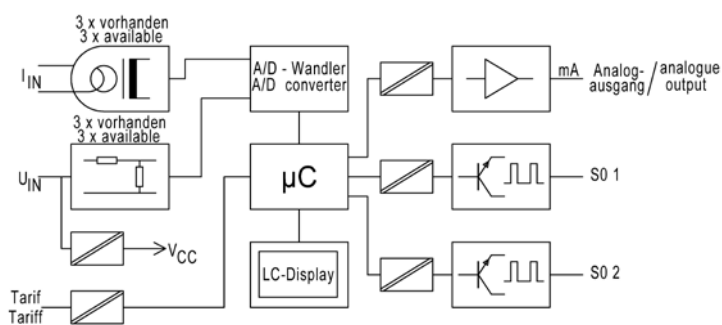 3 x vorhanden
3 x available
I IN
A/D - Wandler
A/D converter
mA Analog- / analogue
ausgang output
3 x vorhanden
3 x available
U IN
µC
S0 1
VCC
LC-Display
S0 2
Tarif
Tariff